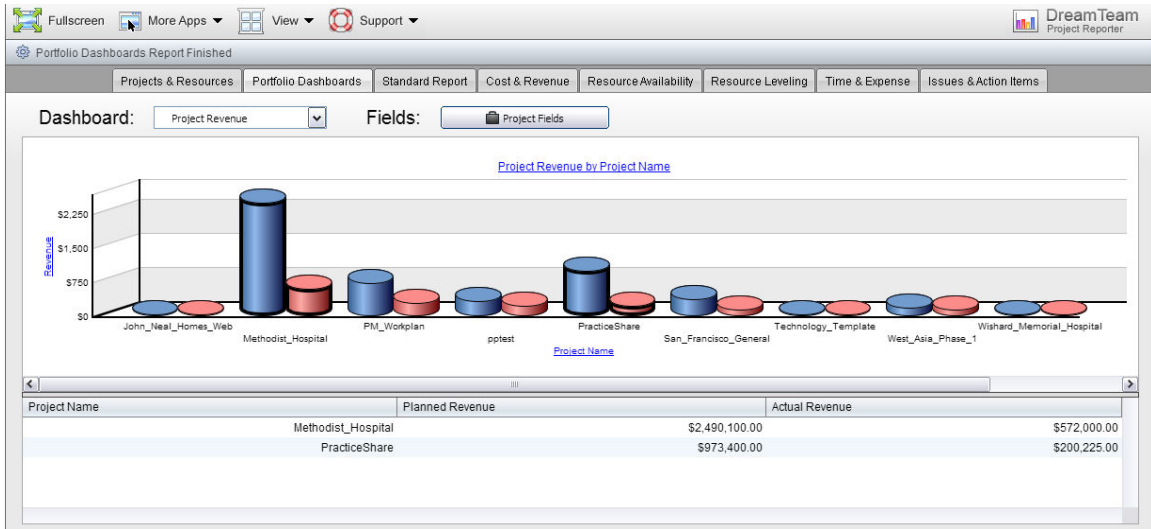 Fullscreen More Apps View Support DreamTeam
Project Reporter
Portfolio Dashboards Report Finished
Projects & Resources Portfolio Dashboards Standard Report Cost & Revenue Resource Availability Resource Leveling Time & Expense Issues & Action Items
Dashboard: Project Revenue Fields: Project Fields
Project Revenue by Project Name
$2,250
$1,500
$750
$0
Revenue
John_Neal_Homes_Web PM_Workplan PracticeShare Technology_Template Wishard_Memorial_Hospital
Methodist_Hospital pptest San_Francisco_General West_Asia_Phase_1
Project Name
Project Name Planned Revenue Actual Revenue
Methodist_Hospital $2,490,100.00 $572,000.00
PracticeShare $973,400.00 $200,225.00